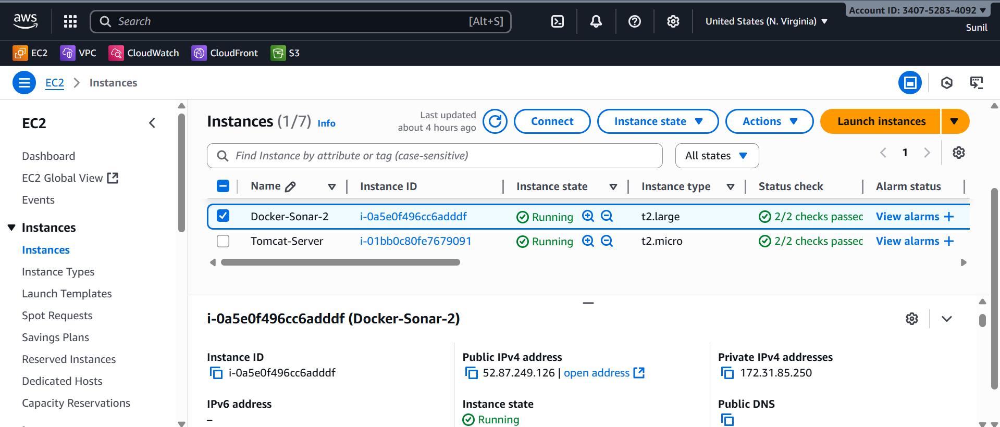 aws
Search [Alt+S]
United States (N. Virginia)
Account ID: 3407-5283-4092
Sunil
EC2 VPC CloudWatch CloudFront S3
EC2 Instances
EC2
Dashboard
EC2 Global View
Events
Instances
Instances
Instance Types
Launch Templates
Spot Requests
Savings Plans
Reserved Instances
Dedicated Hosts
Capacity Reservations
Instances (1/7) Info
Last updated
about 4 hours ago
Connect
Instance state
Actions
Launch instances
Find Instance by attribute or tag (case-sensitive)
All states
1
Name Instance ID Instance state Instance type Status check Alarm status
Docker-Sonar-2 i-0a5e0f496cc6adddf Running t2.large 2/2 checks passed View alarms +
Tomcat-Server i-01bb0c80fe7679091 Running t2.micro 2/2 checks passed View alarms +
i-0a5e0f496cc6adddf (Docker-Sonar-2)
Instance ID
i-0a5e0f496cc6adddf
Public IPv4 address
52.87.249.126 | open address
Private IPv4 addresses
172.31.85.250
IPv6 address
–
Instance state
Running
Public DNS